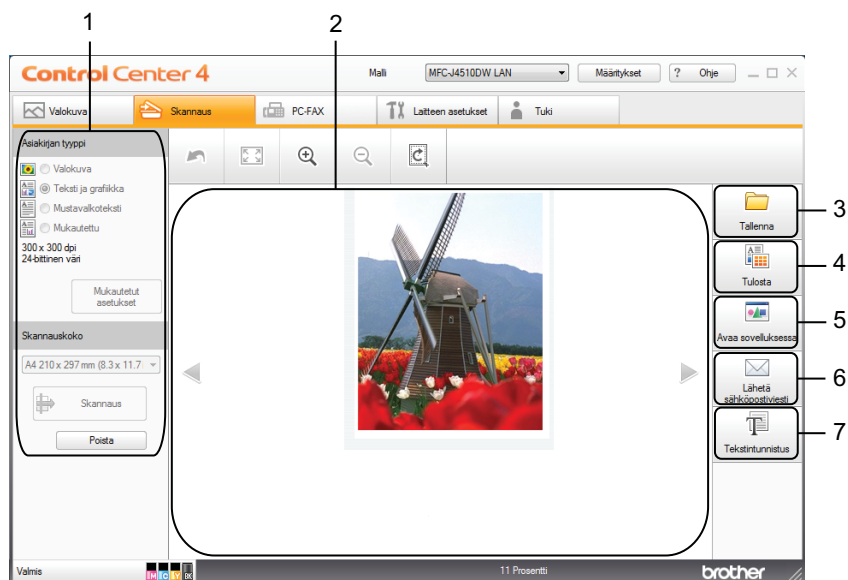 1
2
Control Center 4
Malli
MFC-J4510DW LAN
Määritykset
? Ohje
Valokuva
Skannaus
PC-FAX
Laitteen asetukset
Tuki
Asiakirjan tyyppi
Valokuva
Teksti ja grafiikka
Mustavalkoteksti
Mukautettu
300 x 300 dpi
24-bittinen väri
Mukautetut
asetukset
Skannauskoko
A4 210 x 297 mm (8.3 x 11.7
Skannaus
Poista
Tallenna
3
Tulosta
4
Avaa sovelluksessa
5
Lähetä
sähköpostiviesti
6
Tekstintunnistus
7
Valmis
M
C
Y
BK
11 Prosentti
brother